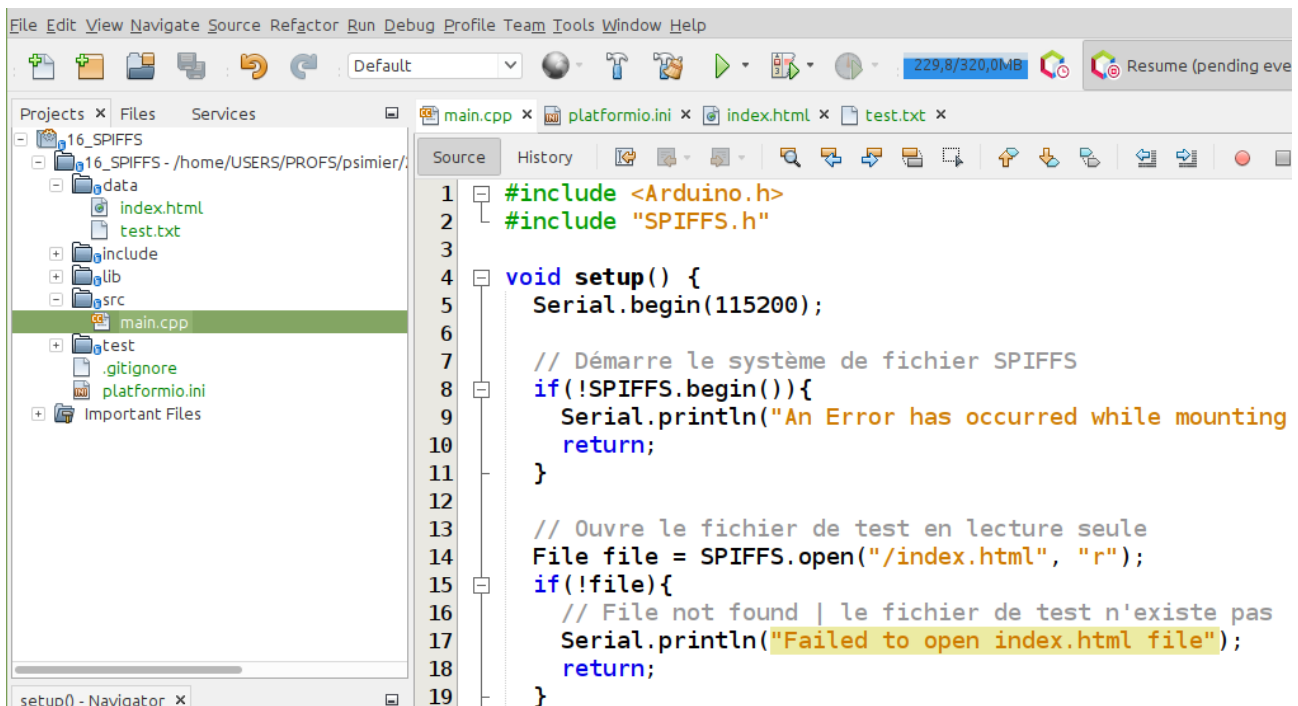 File Edit View Navigate Source Refactor Run Debug Profile Team Tools Window Help
Default
229,8/320,0MB
Resume (pending eve
Projects Files Services
main.cpp platformio.ini index.html test.txt
16_SPIFFS
16_SPIFFS - /home/USERS/PROFS/psimier/
data
index.html
test.txt
include
lib
src
main.cpp
test
.gitignore
platformio.ini
Important Files
setup() - Navigator
Source History
1 #include <Arduino.h>
2 #include "SPIFFS.h"
3
4 void setup() {
5 Serial.begin(115200);
6
7 // Démarre le système de fichier SPIFFS
8 if(!SPIFFS.begin()){
9 Serial.println("An Error has occurred while mounting
10 return;
11 }
12
13 // Ouvre le fichier de test en lecture seule
14 File file = SPIFFS.open("/index.html", "r");
15 if(!file){
16 // File not found | le fichier de test n'existe pas
17 Serial.println("Failed to open index.html file");
18 return;
19 }